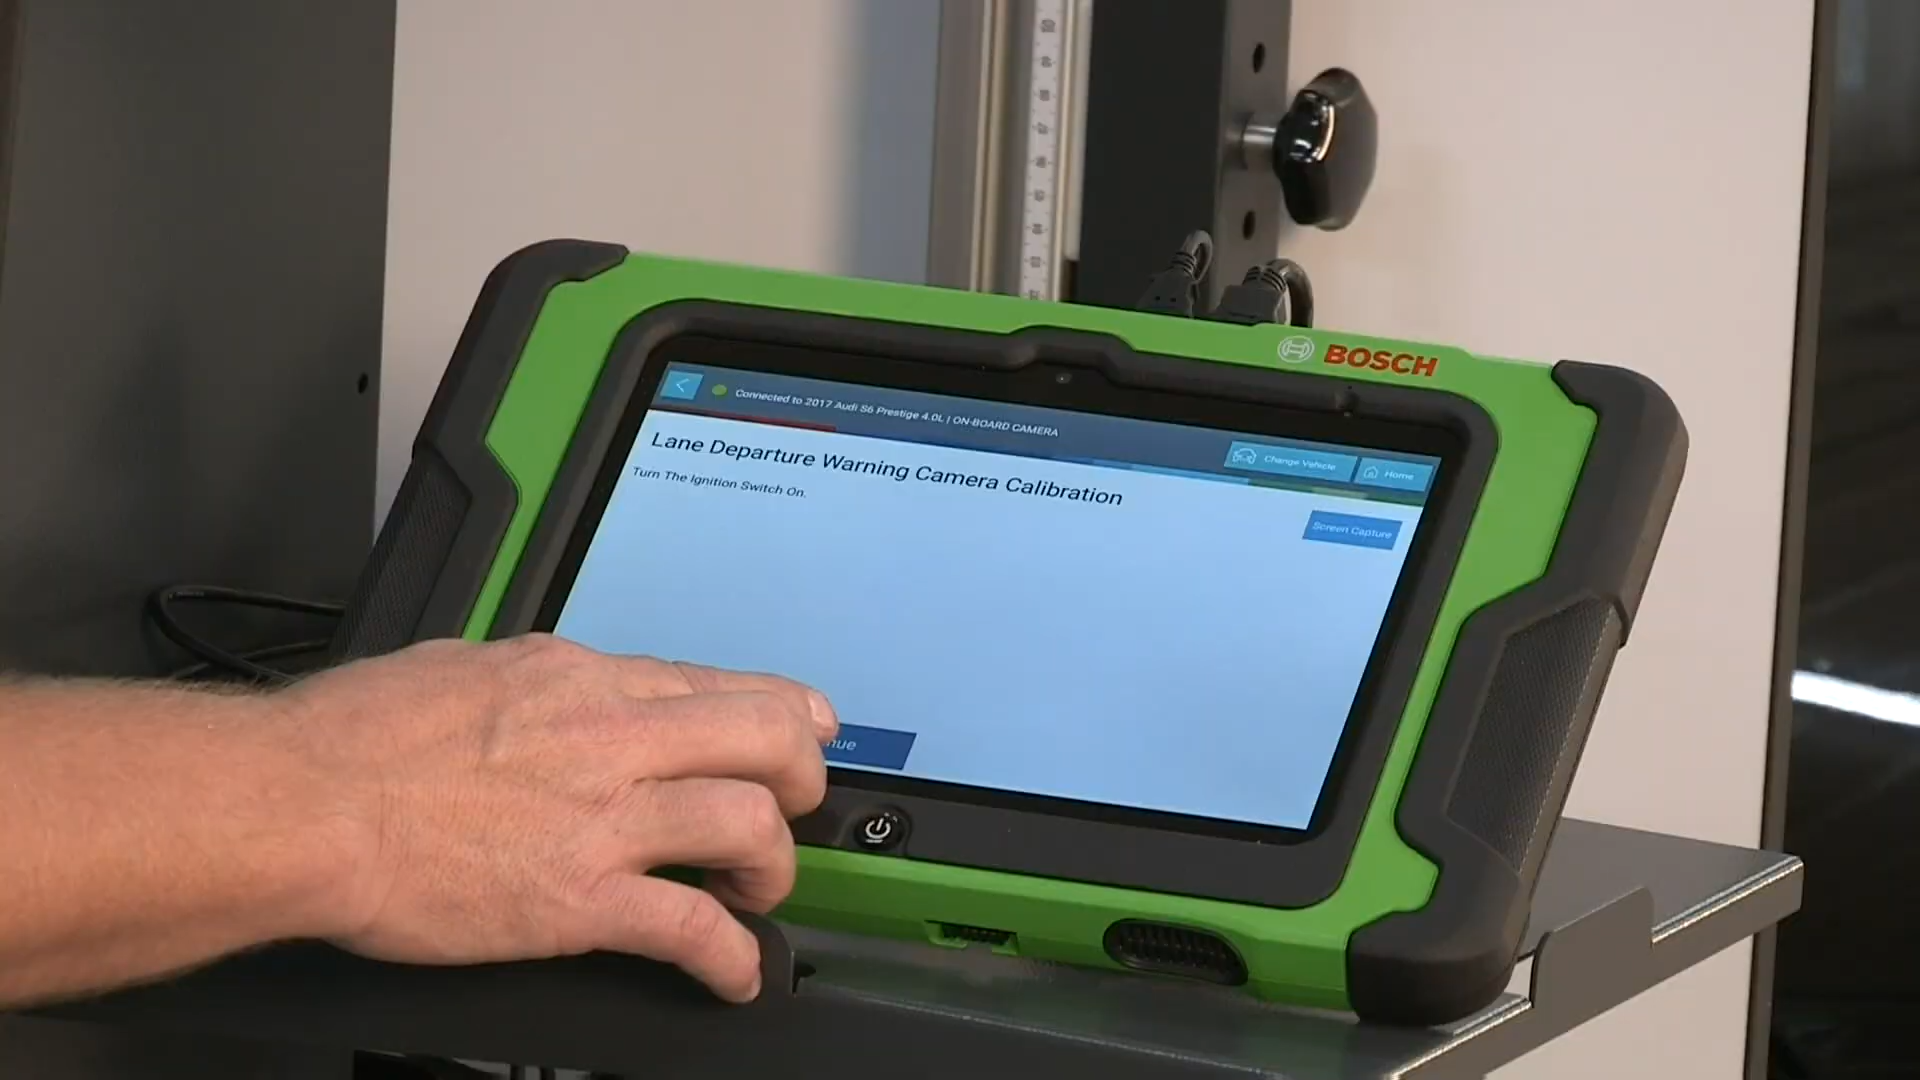 BOSCH
Connected to 2017 Audi S6 Prestige 4.0L | ON-BOARD CAMERA
Change Vehicle
Home
Lane Departure Warning Camera Calibration
Turn The Ignition Switch On.
Screen Capture
nue